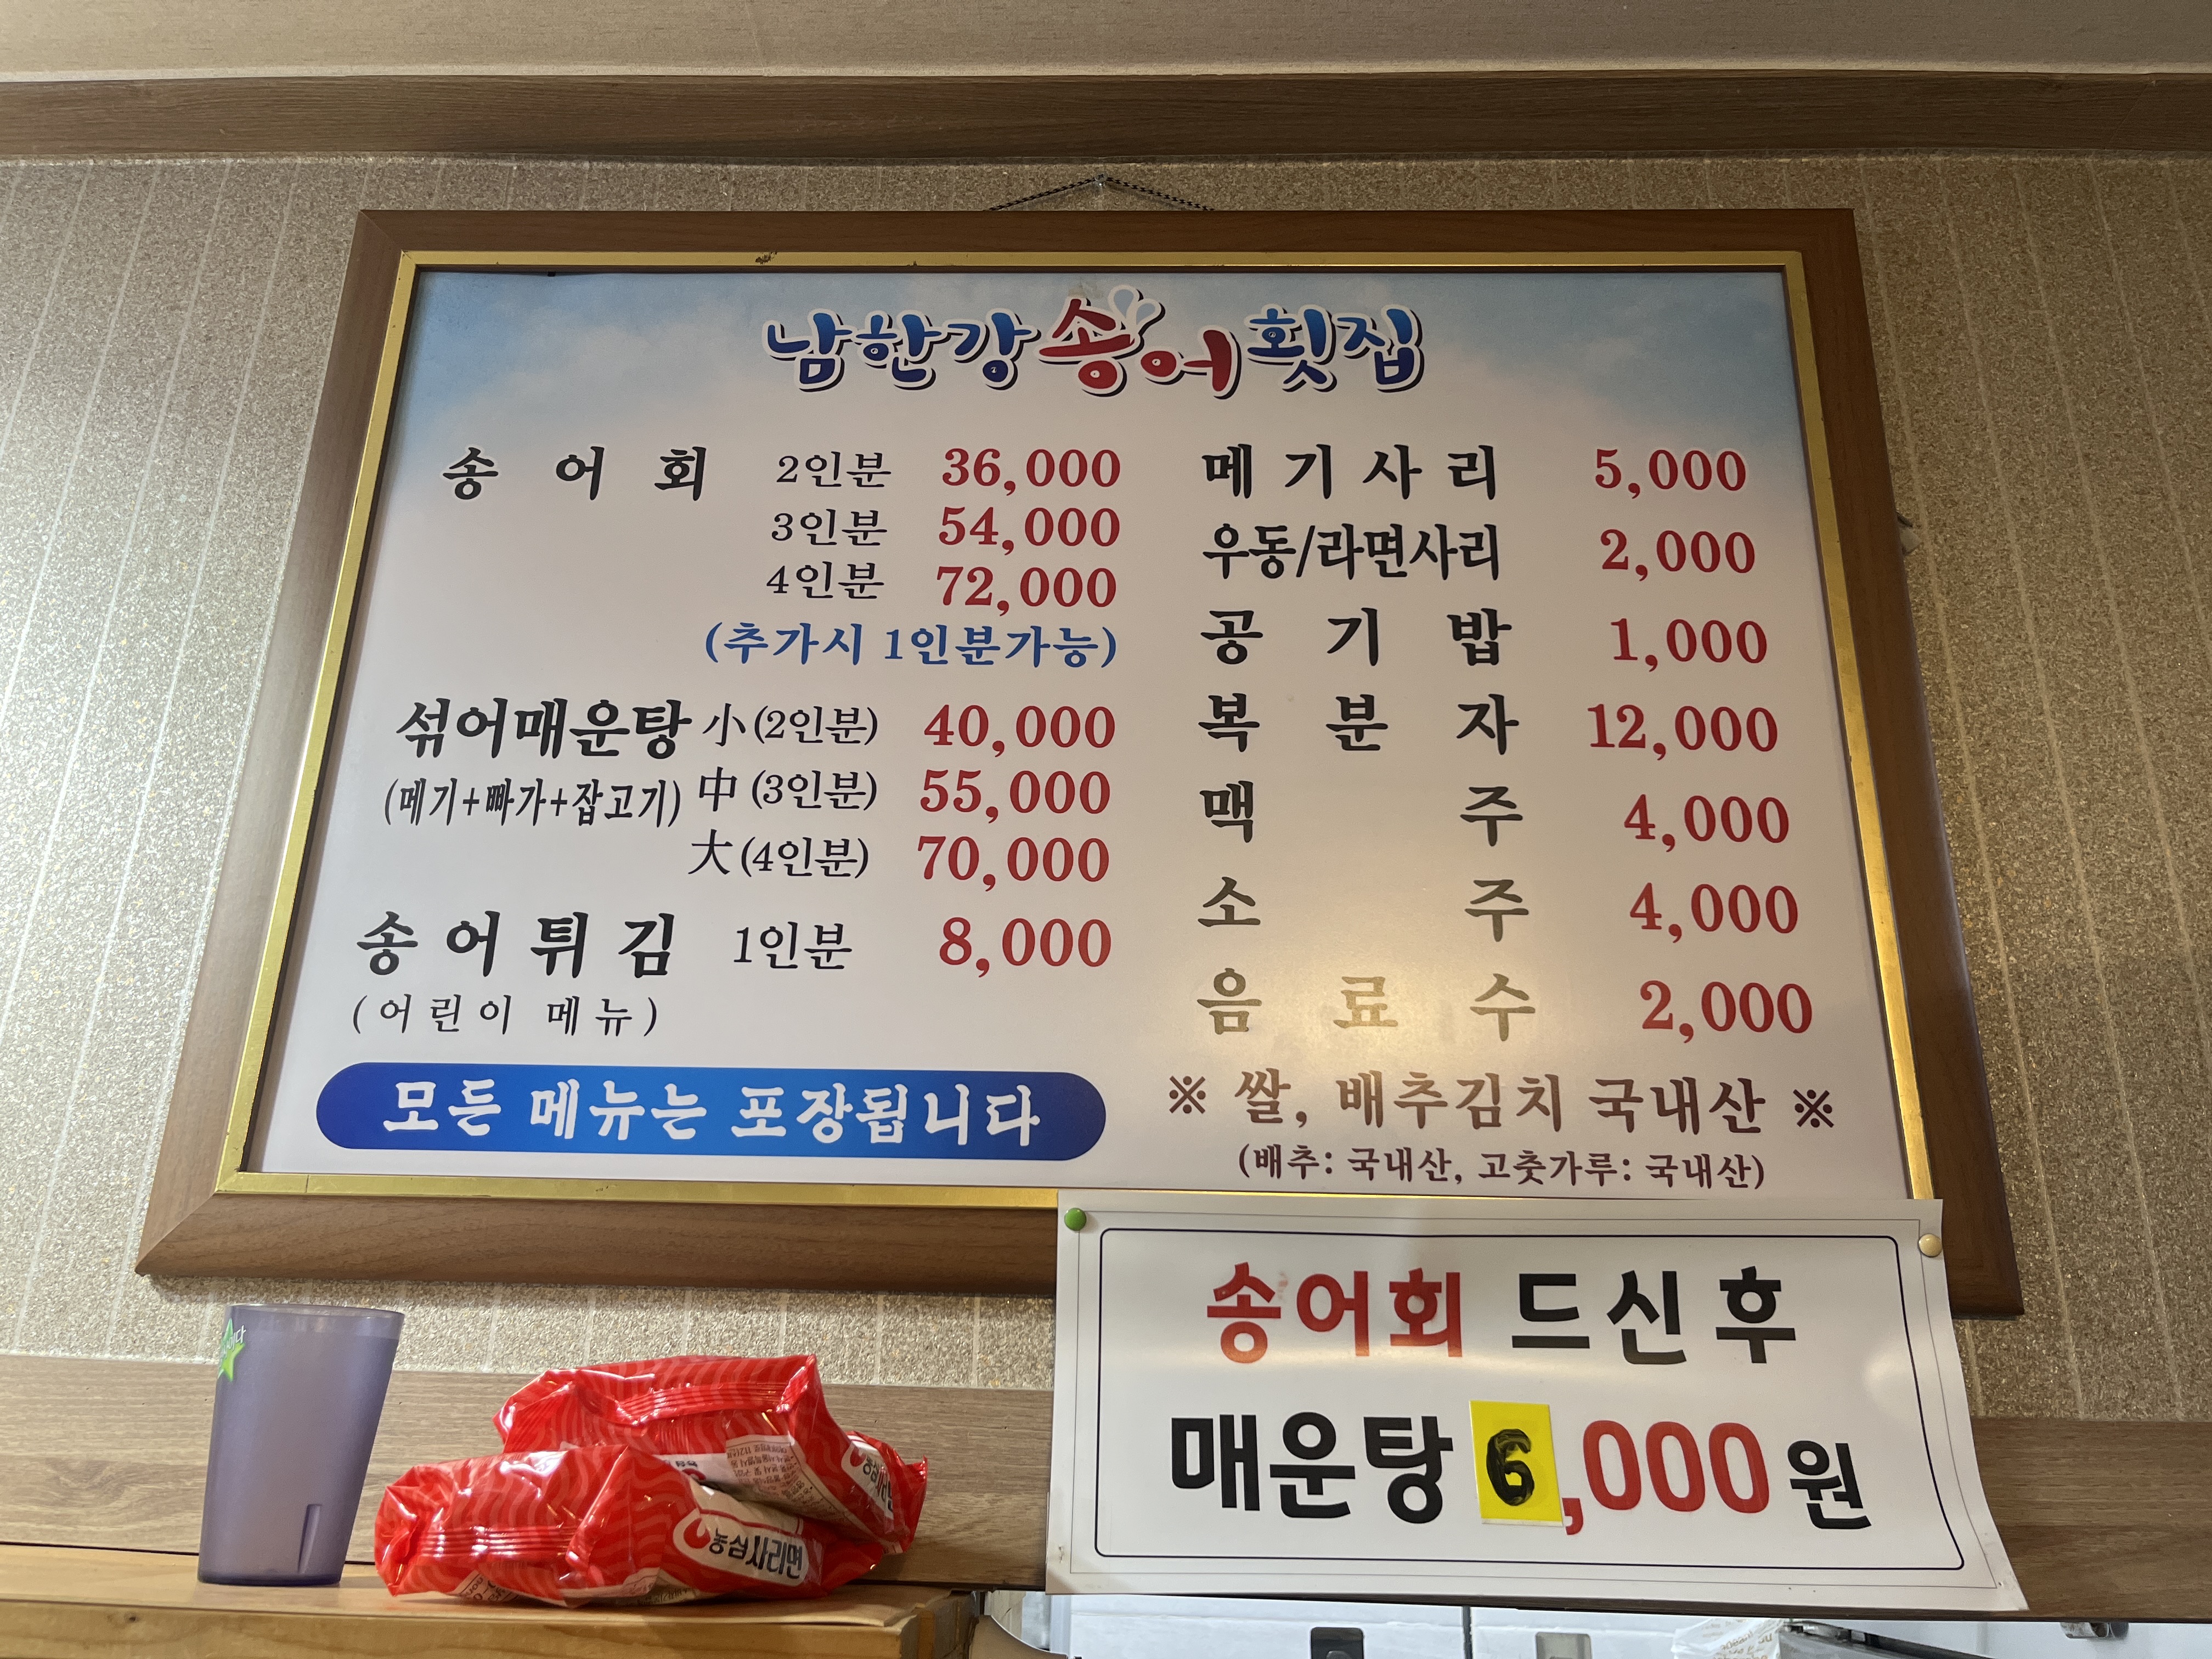 남한강송어횟집
송어회 2인분 36,000
3인분 54,000
4인분 72,000
(추가시 1인분가능)
섞어매운탕 小(2인분) 40,000
(메기+빠가+잡고기) 中(3인분) 55,000
大(4인분) 70,000
송어튀김 1인분 8,000
(어린이 메뉴)
모든 메뉴는 포장됩니다
메기사리 5,000
우동/라면사리 2,000
공기밥 1,000
복분자 12,000
맥주 4,000
소주 4,000
음료수 2,000
※ 쌀, 배추김치 국내산 ※
(배추: 국내산, 고춧가루: 국내산)
송어회 드신후
매운탕 6,000원
농심사리면